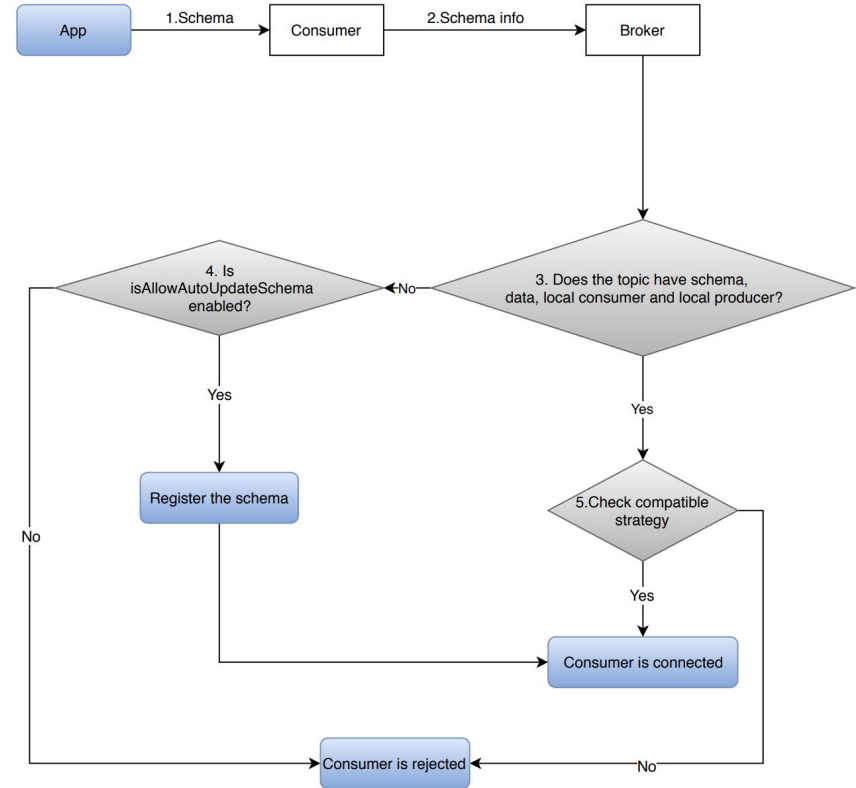 App
1.Schema
Consumer
2.Schema info
Broker
3. Does the topic have schema,
data, local consumer and local producer?
No
4. Is
isAllowAutoUpdateSchema
enabled?
Yes
Yes
Register the schema
5.Check compatible
strategy
No
Yes
Consumer is connected
Consumer is rejected
No